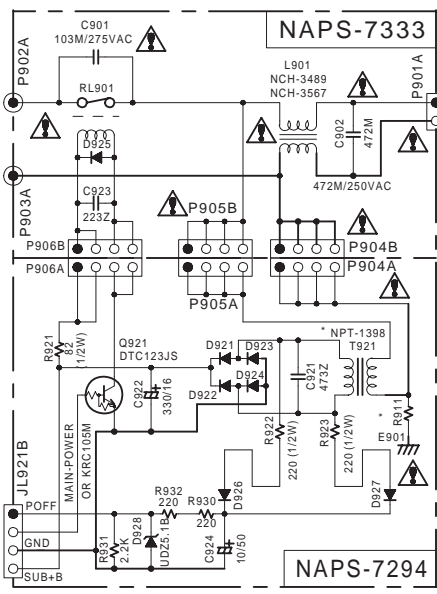 C901
103M/275VAC
NAPS-7333
P902A
RL901
L901
NCH-3489
NCH-3567
P901A
C902
472M
D925
472M/250VAC
C923
223Z
P903A
P905B
P906B
P904B
P906A
P904A
P905A
R921
82
(1/2W)
Q921
DTC123JS
D921
D923
* NPT-1398
T921
C922
330/16
D922
D924
C921
473Z
R922
220 (1/2W)
R923
220 (1/2W)
*
R911
E901
MAIN-POWER
OR KRC105M
JL921B
POFF
R932
220
R930
220
D926
D927
GND
R931
2.2K
D928
UDZ5.1B
C924
10/50
SUB+B
NAPS-7294